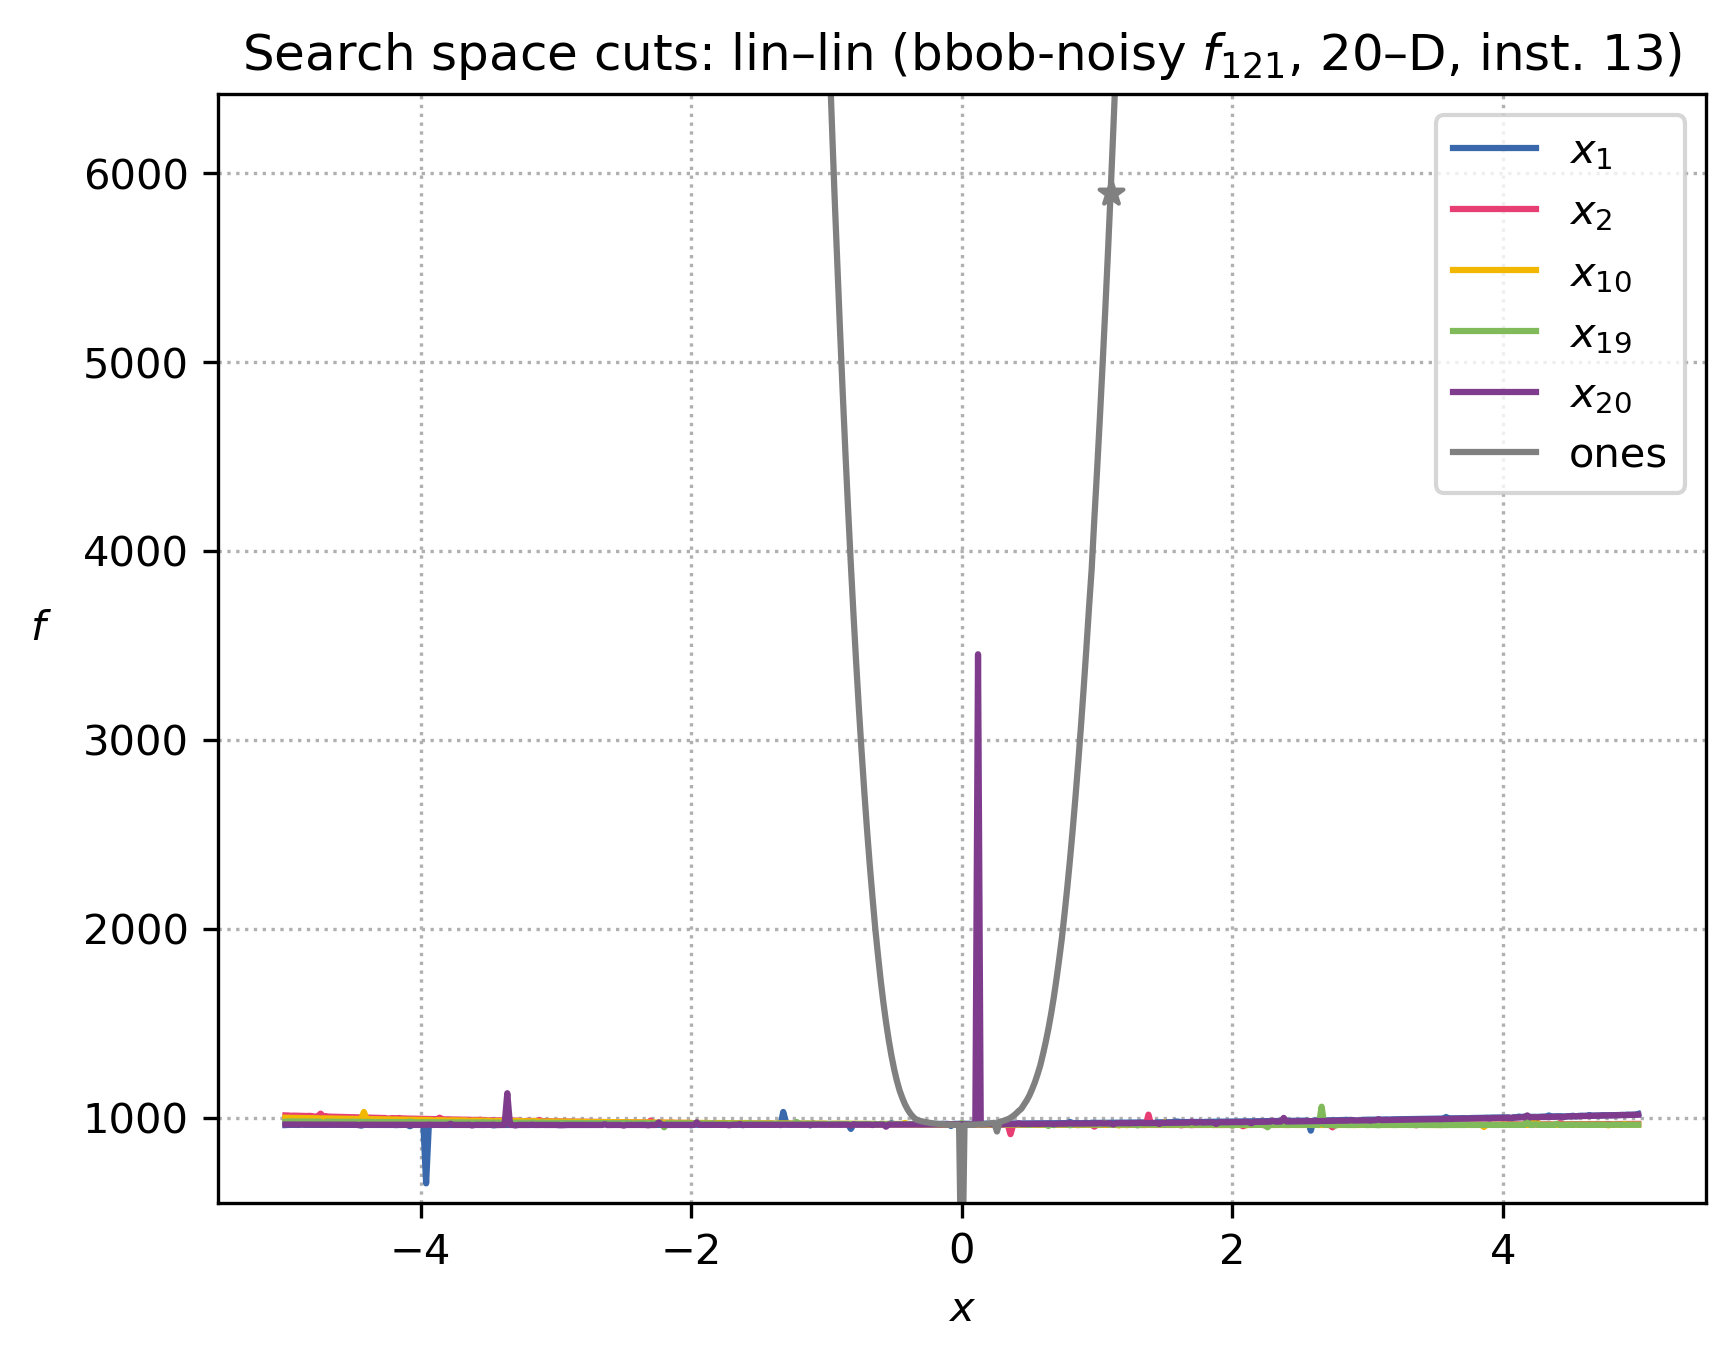 Search space cuts: lin–lin (bbob-noisy f₁₂₁, 20–D, inst. 13)
x₁
x₂
x₁₀
x₁₉
x₂₀
ones
6000
5000
4000
3000
2000
1000
f
−4
−2
0
2
4
x